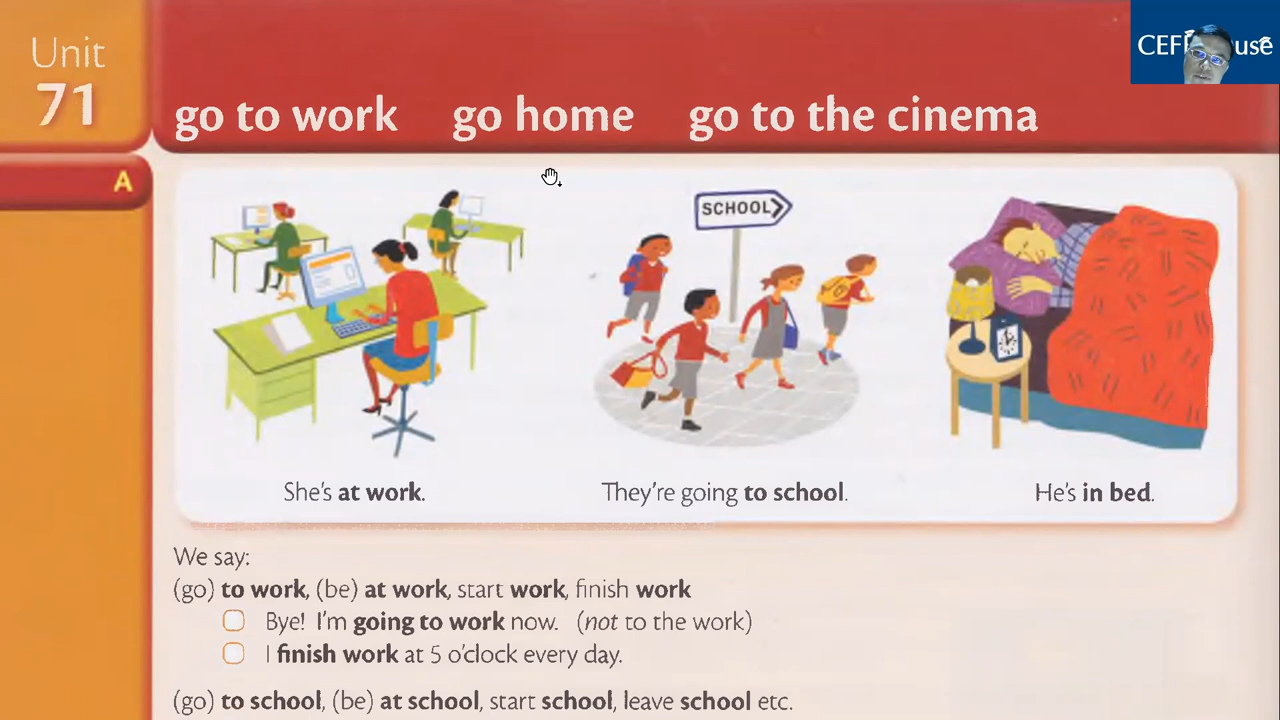 Unit
71
go to work go home go to the cinema
A
SCHOOL
She's at work. They're going to school. He's in bed.
We say:
(go) to work, (be) at work, start work, finish work
Bye! I'm going to work now. (not to the work)
I finish work at 5 o'clock every day.
(go) to school, (be) at school, start school, leave school etc.